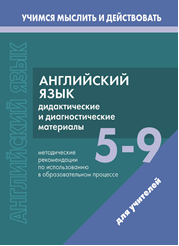 УЧИМСЯ МЫСЛИТЬ И ДЕЙСТВОВАТЬ
АНГЛИЙСКИЙ ЯЗЫК
АНГЛИЙСКИЙ
ЯЗЫК
дидактические
и диагностические
материалы
5-9
методические
рекомендации
по использованию
в образовательном процессе
для учителей